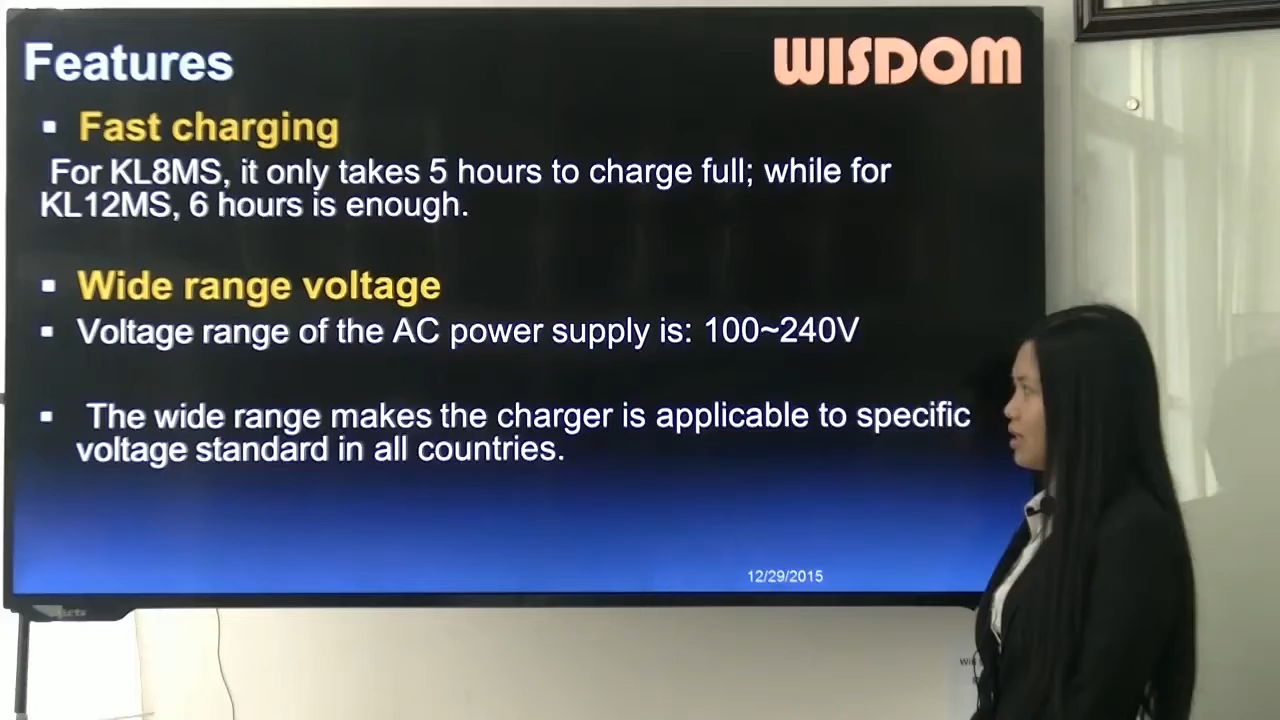 Features
WISDOM
▪ Fast charging
For KL8MS, it only takes 5 hours to charge full; while for
KL12MS, 6 hours is enough.
▪ Wide range voltage
▪ Voltage range of the AC power supply is: 100~240V
▪ The wide range makes the charger is applicable to specific
voltage standard in all countries.
12/29/2015